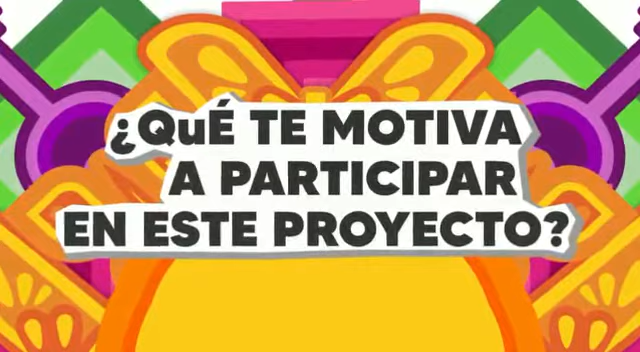 ¿QuÉ TE MOTIVA
A PARTICIPAR
EN ESTE PROYECTO?